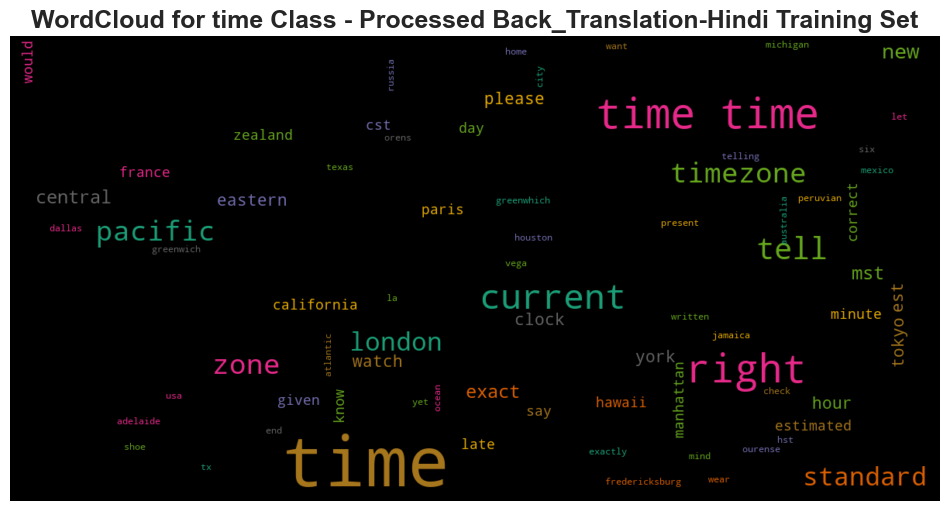 WordCloud for time Class - Processed Back_Translation-Hindi Training Set
would
home
want
michigan
new
russia
city
please
time time
let
zealand
cst
orens
day
six
france
texas
telling
timezone
mexico
central
eastern
paris
greenwhich
peruvian
australia
correct
dallas
pacific
greenwich
houston
present
tell
vega
mst
california
la
current
clock
written
minute
tokyo est
jamaica
london
watch
atlantic
zone
york
right
manhattan
check
usa
given
know
yet
ocean
exact
say
hawaii
hour
adelaide
end
estimated
shoe
time
late
exactly
mind
ourense
hst
tx
fredericksburg
wear
standard